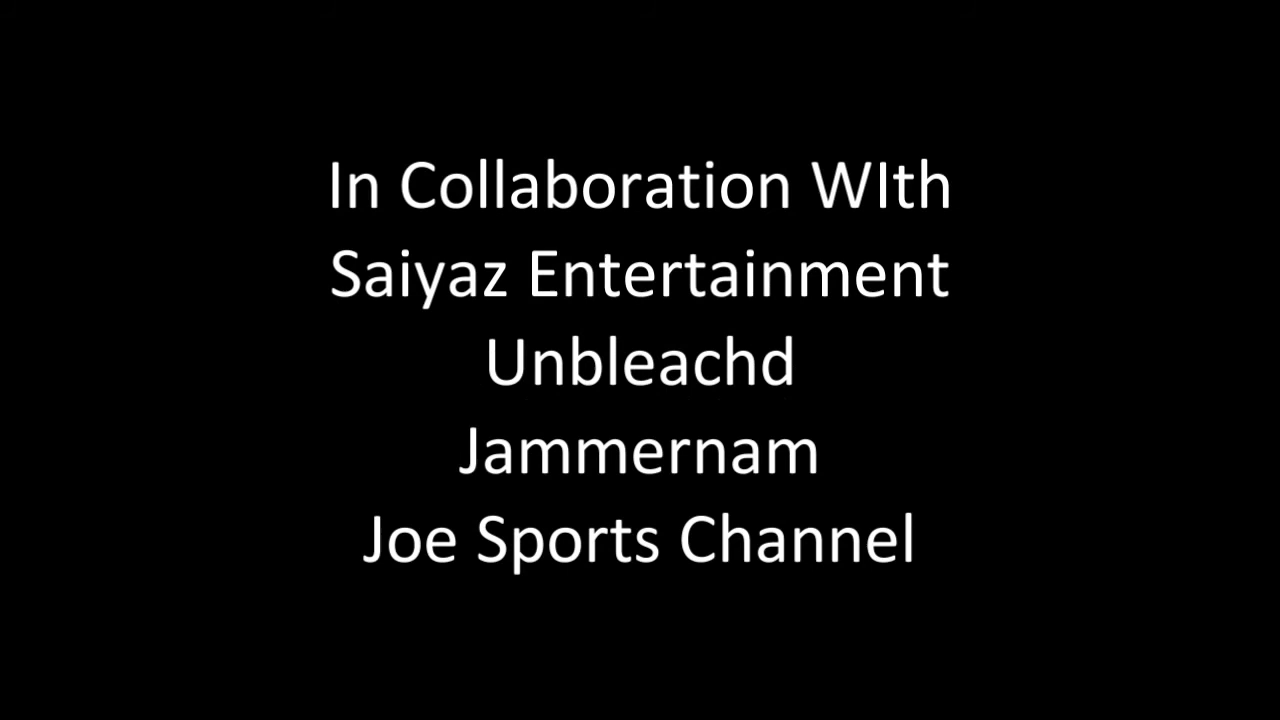 In Collaboration WIth
Saiyaz Entertainment
Unbleachd
Jammernam
Joe Sports Channel